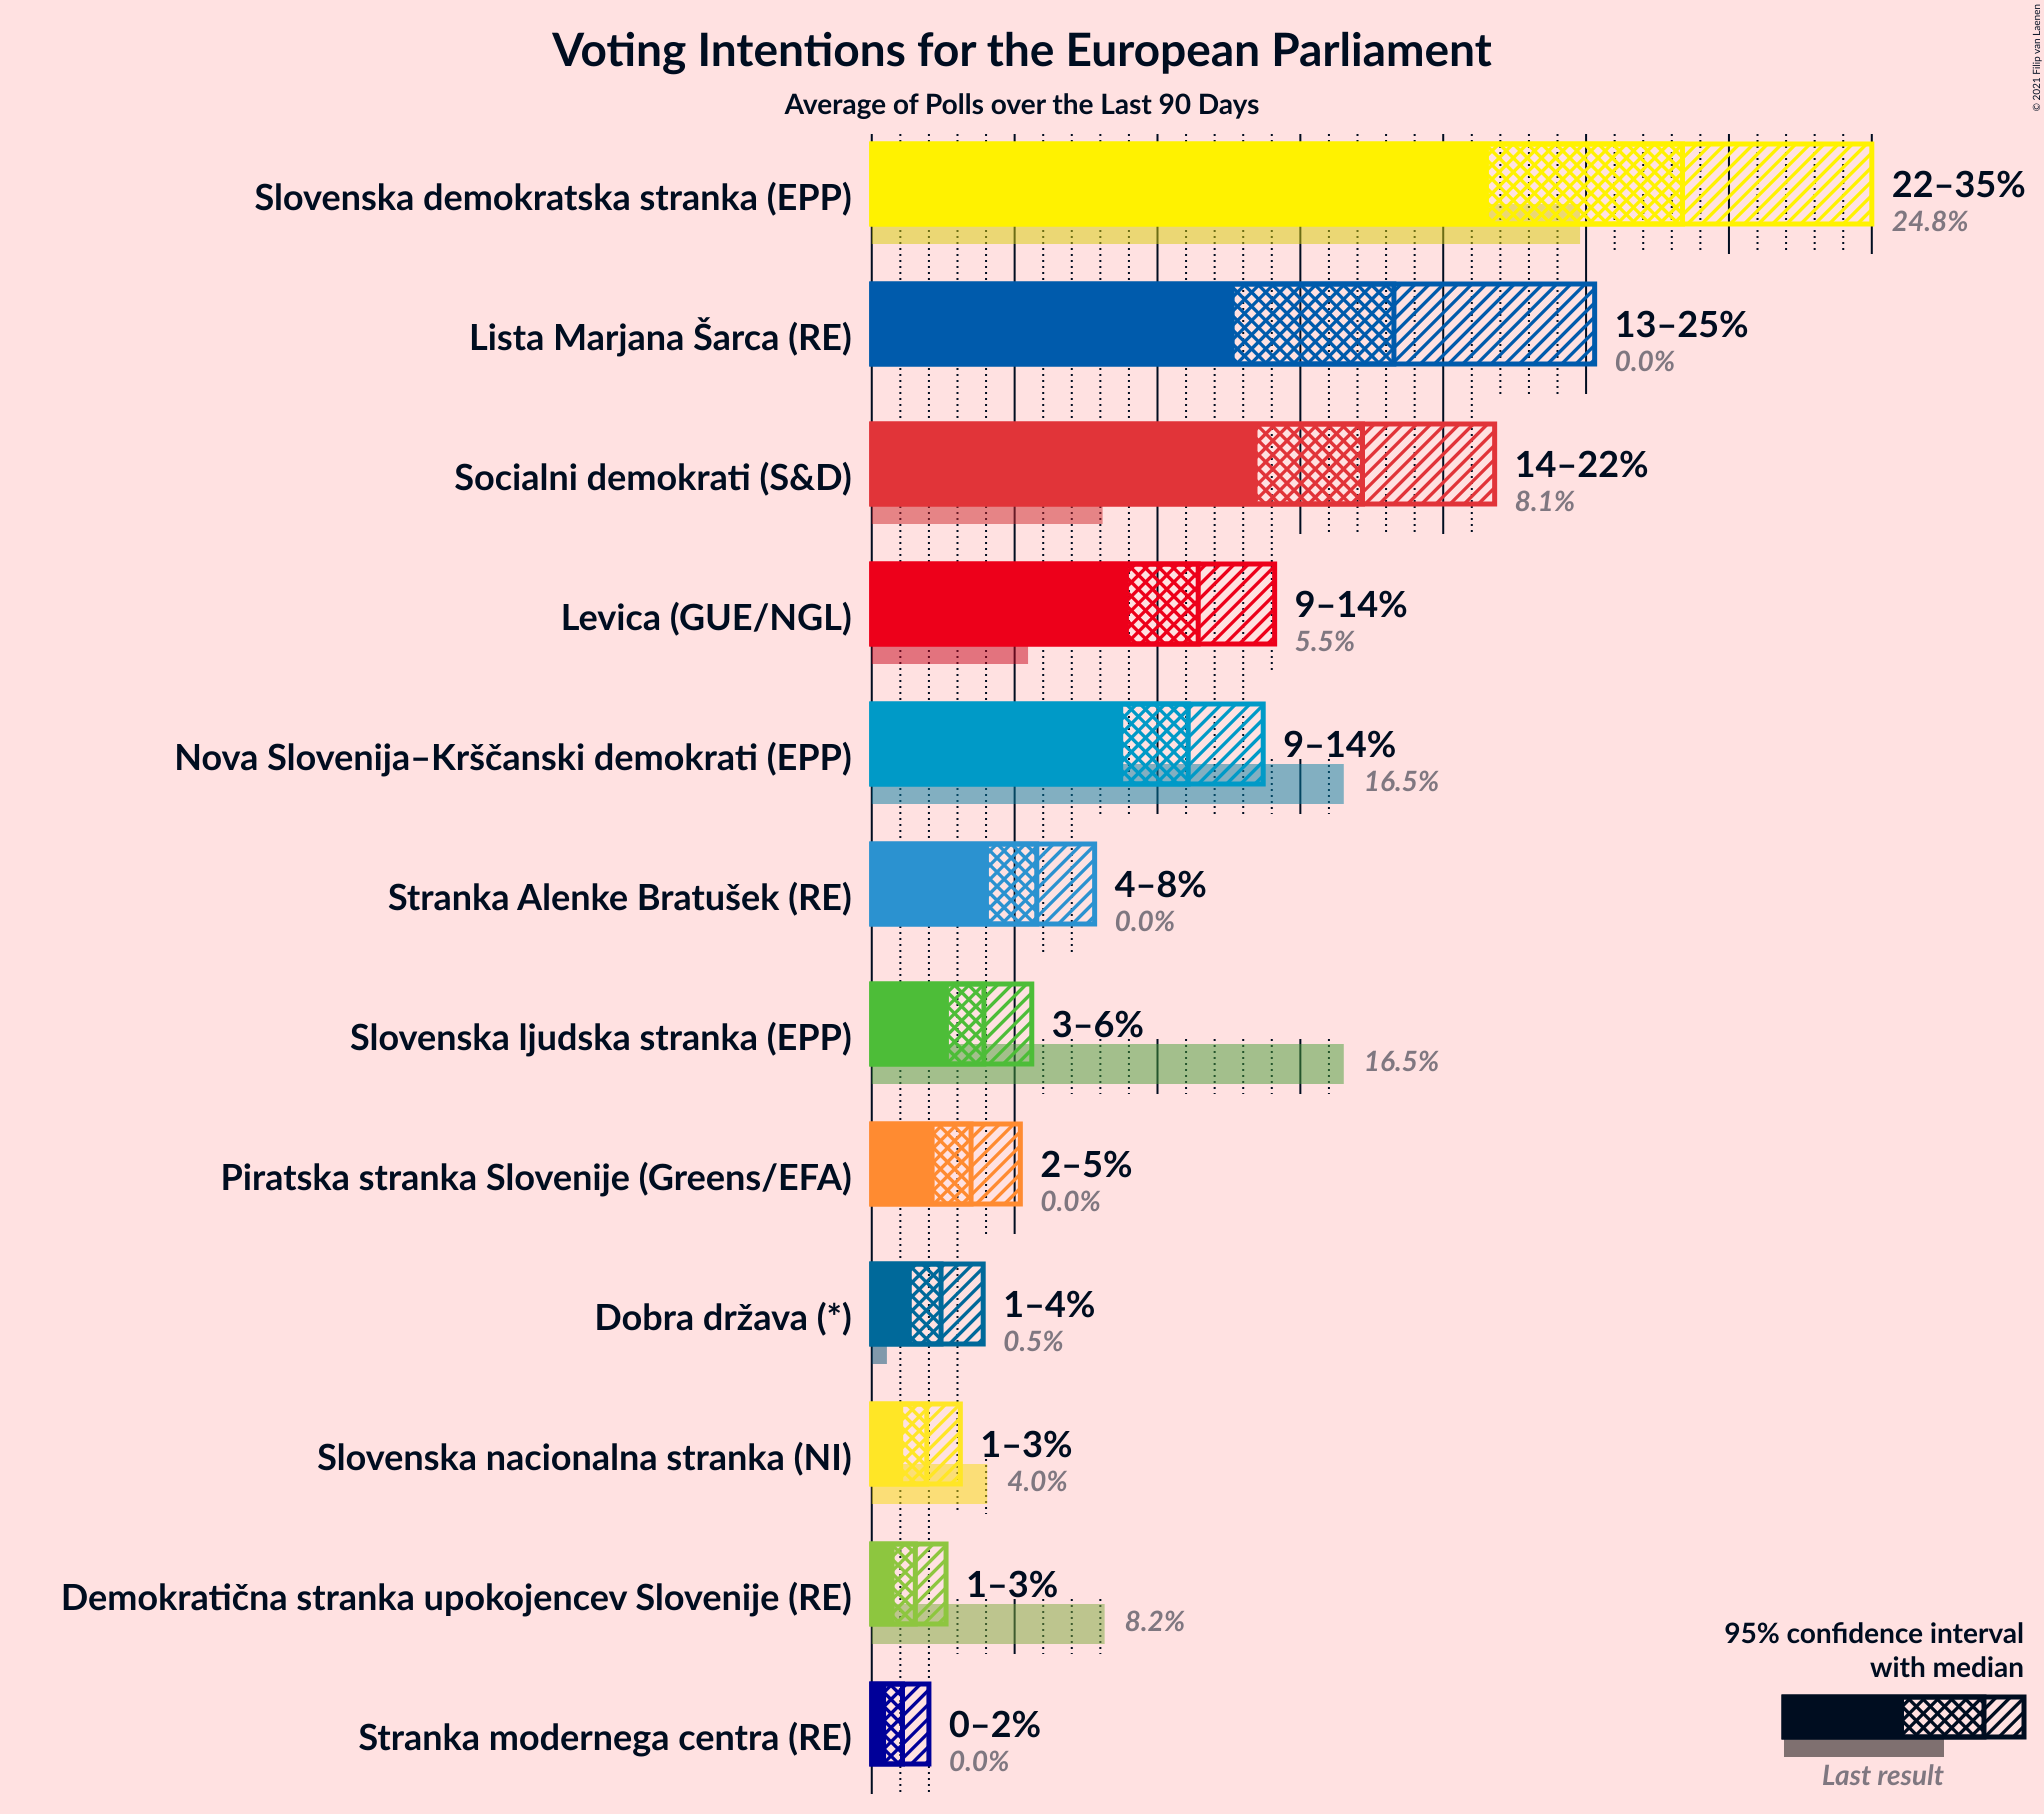 © 2021 Filip van Laenen
Voting Intentions for the European Parliament
Average of Polls over the Last 90 Days
Slovenska demokratska stranka (EPP)
22–35%
24.8%
Lista Marjana Šarca (RE)
13–25%
0.0%
Socialni demokrati (S&D)
14–22%
8.1%
Levica (GUE/NGL)
9–14%
5.5%
Nova Slovenija–Krščanski demokrati (EPP)
9–14%
16.5%
Stranka Alenke Bratušek (RE)
4–8%
0.0%
Slovenska ljudska stranka (EPP)
3–6%
16.5%
Piratska stranka Slovenije (Greens/EFA)
2–5%
0.0%
Dobra država (*)
1–4%
0.5%
Slovenska nacionalna stranka (NI)
1–3%
4.0%
Demokratična stranka upokojencev Slovenije (RE)
1–3%
8.2%
Stranka modernega centra (RE)
0–2%
0.0%
95% confidence interval
with median
Last result